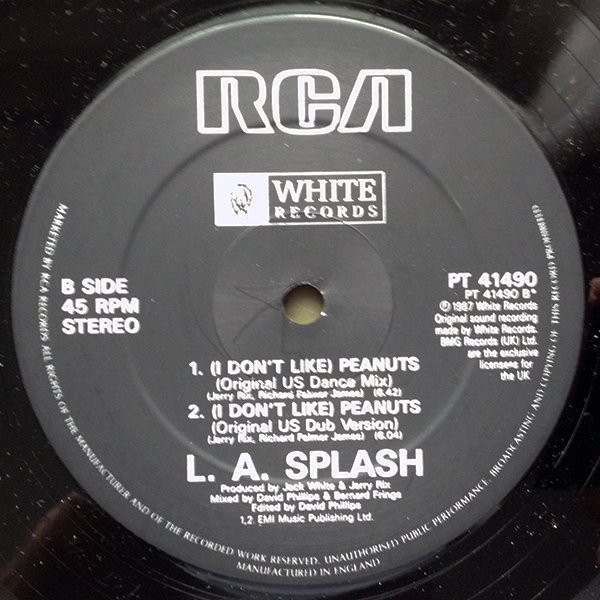 RCA
WHITE
RECORDS
B SIDE
45 RPM
STEREO
PT 41490
PT 41490 B*
Ⓟ 1987 White Records
Original sound recording
made by White Records.
BMG Records (UK) Ltd.
are the exclusive
licensees for
the UK
1. (I DON'T LIKE) PEANUTS
(Original US Dance Mix)
(Jerry Rix, Richard Palmer James) (6.42)
2. (I DON'T LIKE) PEANUTS
(Original US Dub Version)
(Jerry Rix, Richard Palmer James) (6.04)
L. A. SPLASH
Produced by Jack White & Jerry Rix
Mixed by David Phillips & Bernard Fringe
Edited by David Phillips
1,2. EMI Music Publishing Ltd.
MARKETED BY RCA RECORDS ALL RIGHTS OF THE MANUFACTURER AND OF THE RECORDED WORK RESERVED. UNAUTHORISED PUBLIC PERFORMANCE, BROADCASTING AND COPYING OF THIS RECORD PROHIBITED
MANUFACTURED IN ENGLAND